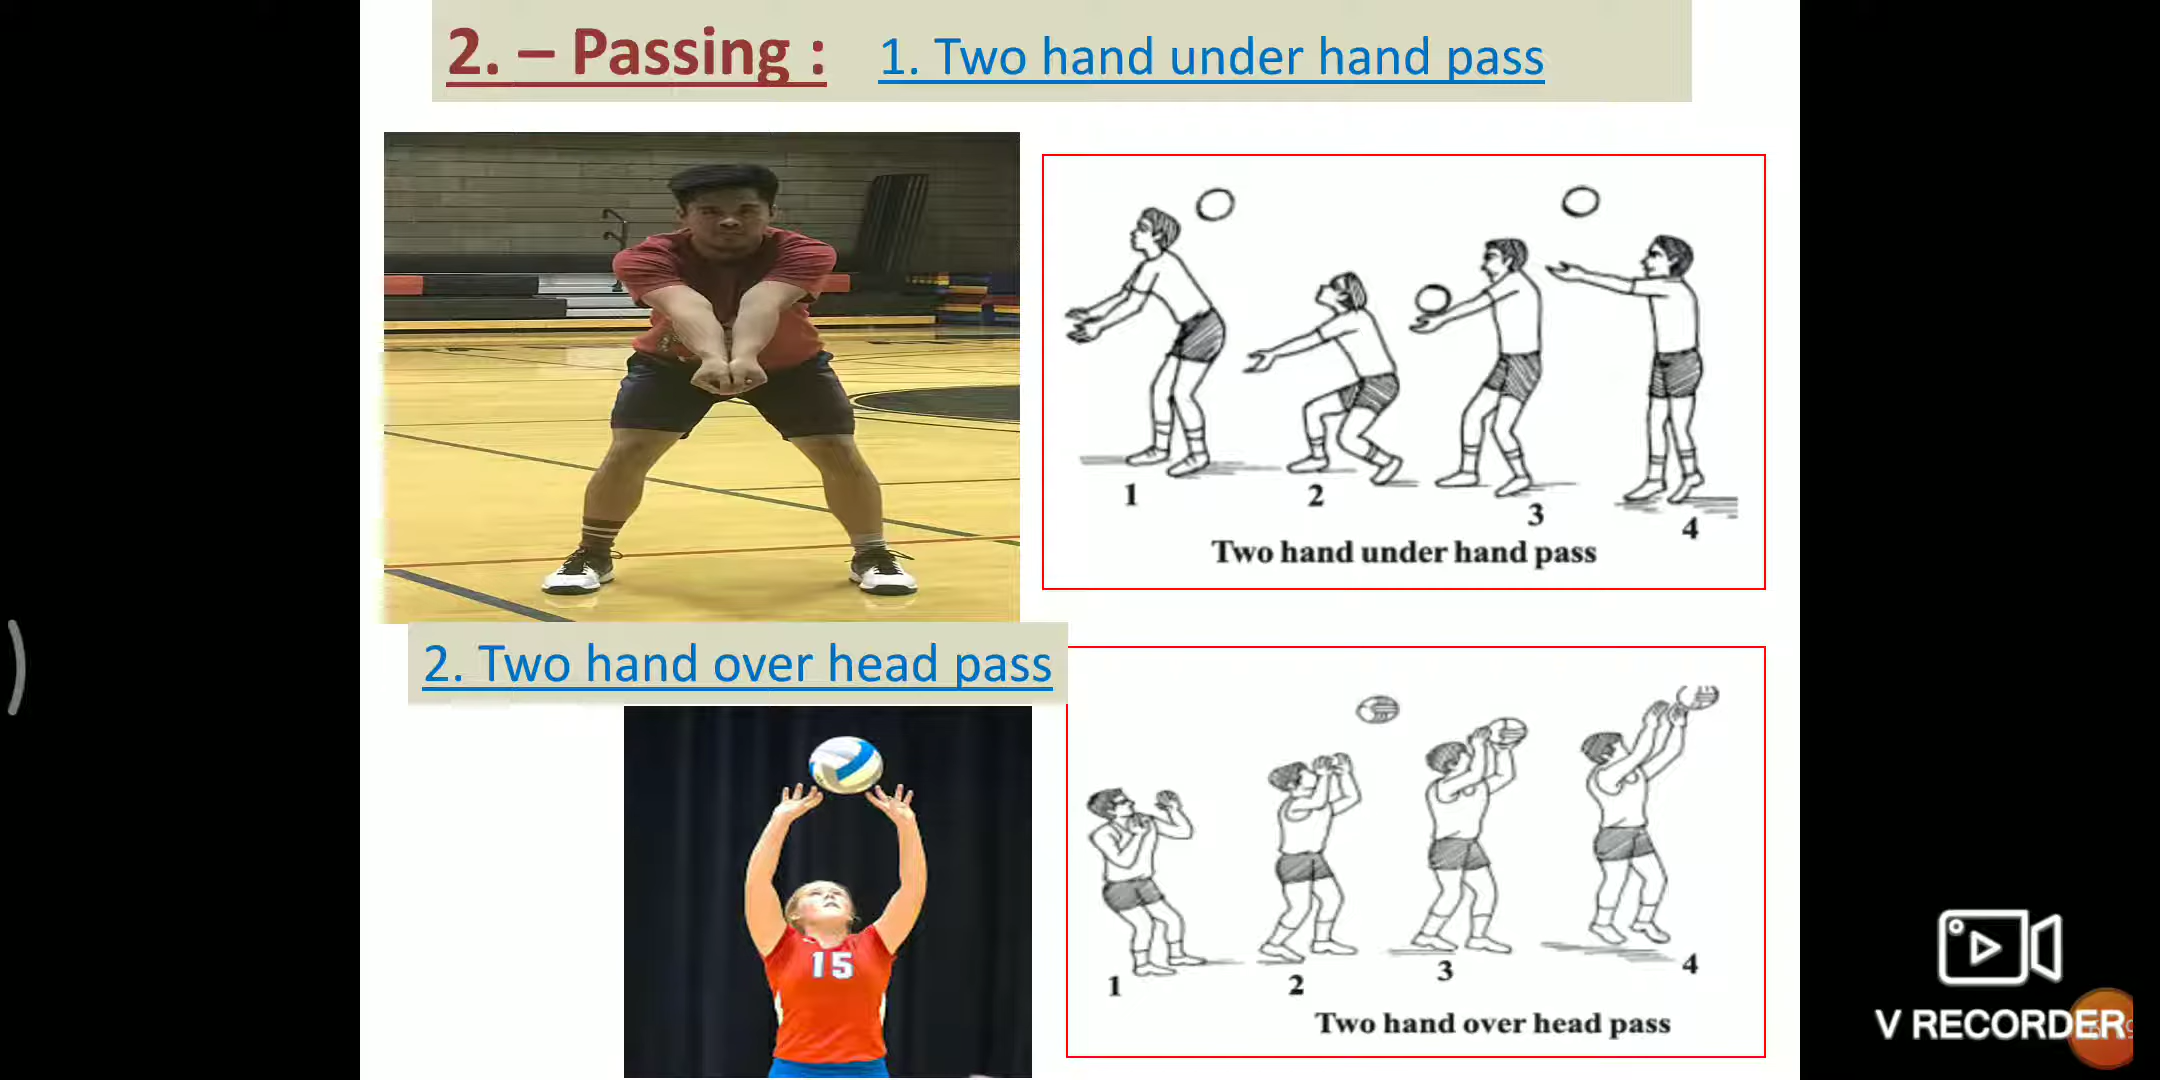 2. – Passing : 1. Two hand under hand pass
1
2
3
4
Two hand under hand pass
2. Two hand over head pass
15
1
2
3
4
Two hand over head pass
V RECORDER